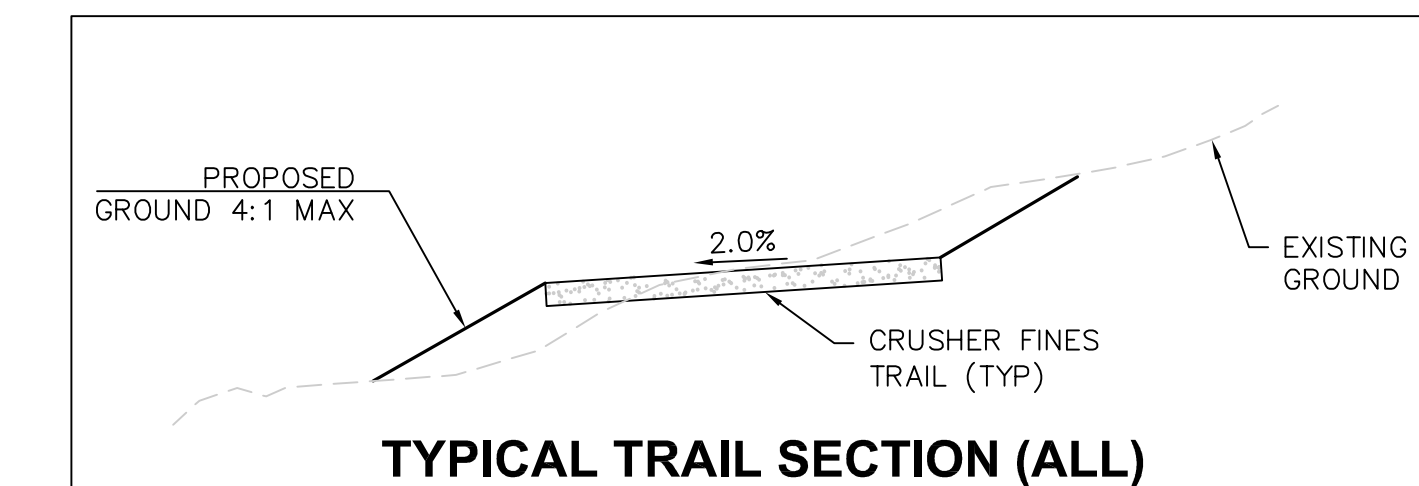 PROPOSED
GROUND 4:1 MAX
2.0%
EXISTING
GROUND
CRUSHER FINES
TRAIL (TYP)
TYPICAL TRAIL SECTION (ALL)